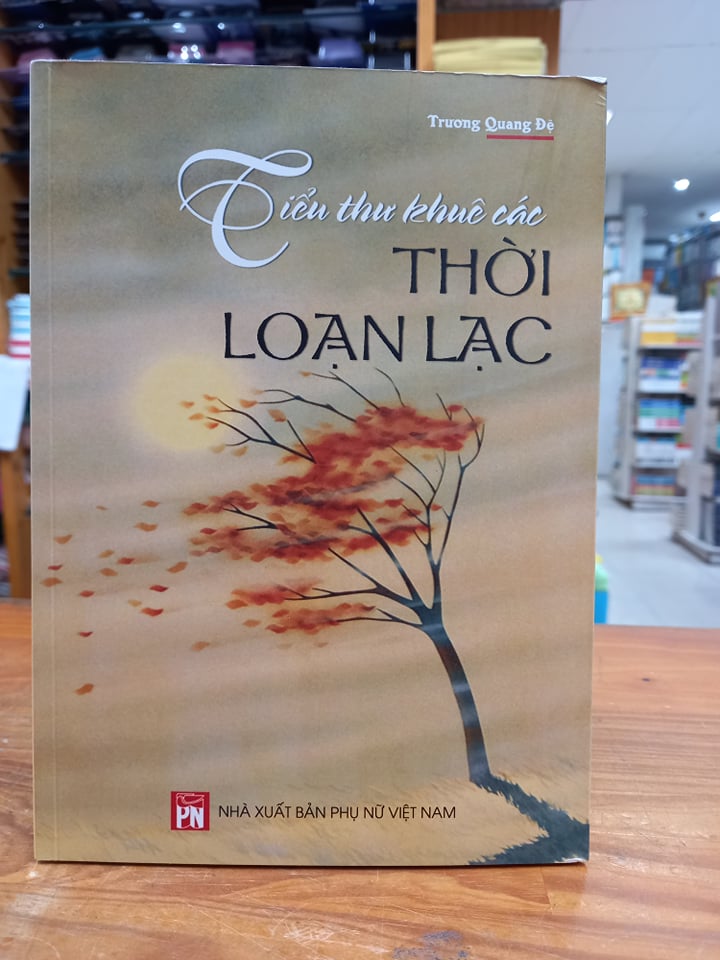 Trương Quang Đệ
Tiểu thư khuê các
THỜI
LOẠN LẠC
PN
NHÀ XUẤT BẢN PHỤ NỮ VIỆT NAM